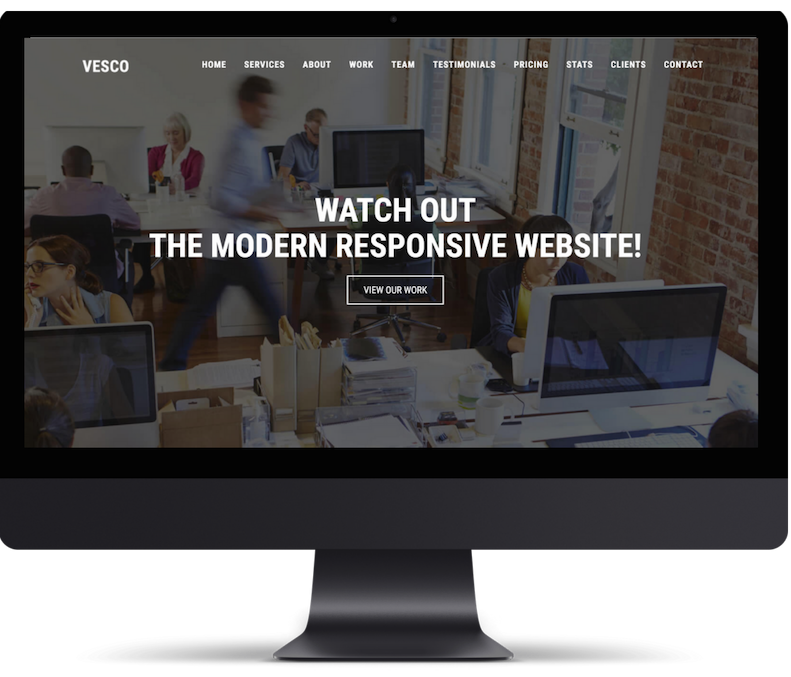 VESCO
HOME SERVICES ABOUT WORK TEAM TESTIMONIALS PRICING STATS CLIENTS CONTACT
WATCH OUT
THE MODERN RESPONSIVE WEBSITE!
VIEW OUR WORK